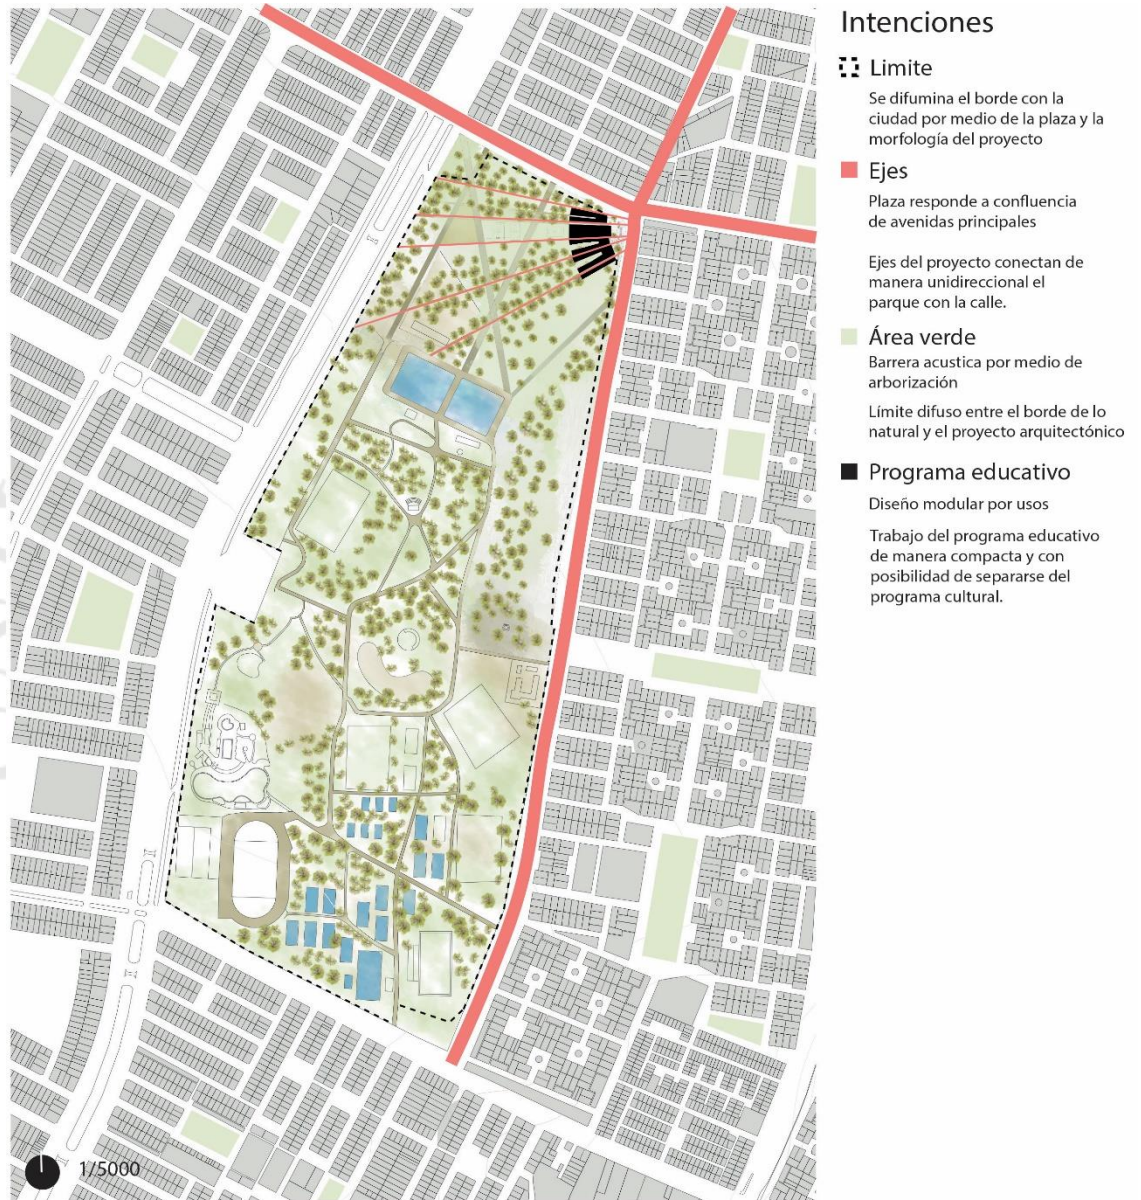 Intenciones
Limite
Se difumina el borde con la
ciudad por medio de la plaza y la
morfología del proyecto
Ejes
Plaza responde a confluencia
de avenidas principales
Ejes del proyecto conectan de
manera unidireccional el
parque con la calle.
Área verde
Barrera acustica por medio de
arborización
Límite difuso entre el borde de lo
natural y el proyecto arquitectónico
Programa educativo
Diseño modular por usos
Trabajo del programa educativo
de manera compacta y con
posibilidad de separarse del
programa cultural.
1/5000